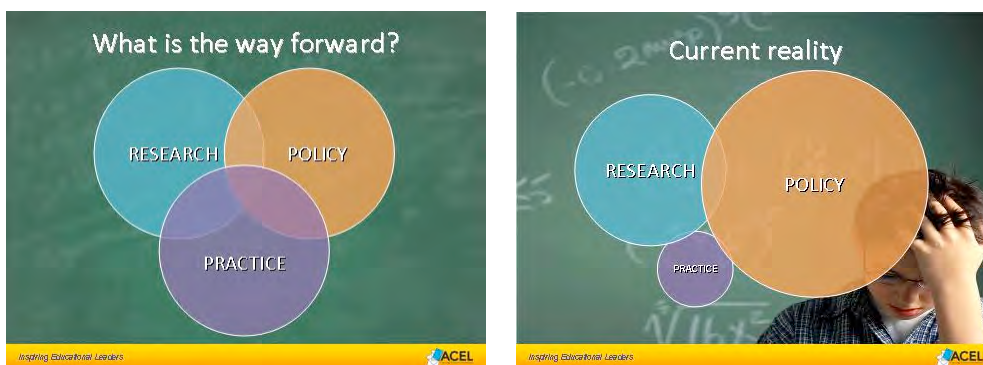 What is the way forward?
RESEARCH
POLICY
PRACTICE
Inspiring Educational Leaders
ACEL
Current reality
RESEARCH
POLICY
PRACTICE
Inspiring Educational Leaders
ACEL